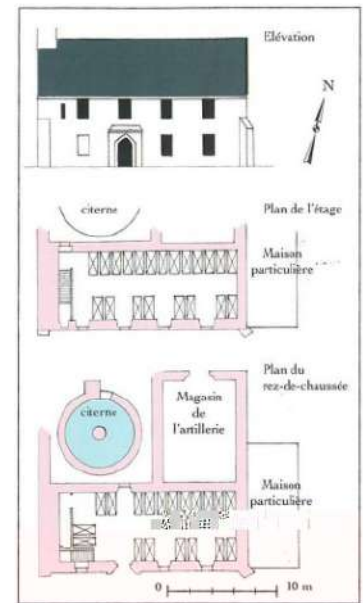 Elévation
N
citerne
Plan de l'étage
Maison
particulière
Plan du
rez-de-chaussée
citerne
Magasin
de
l'artillerie
Maison
particulière
0
10 m